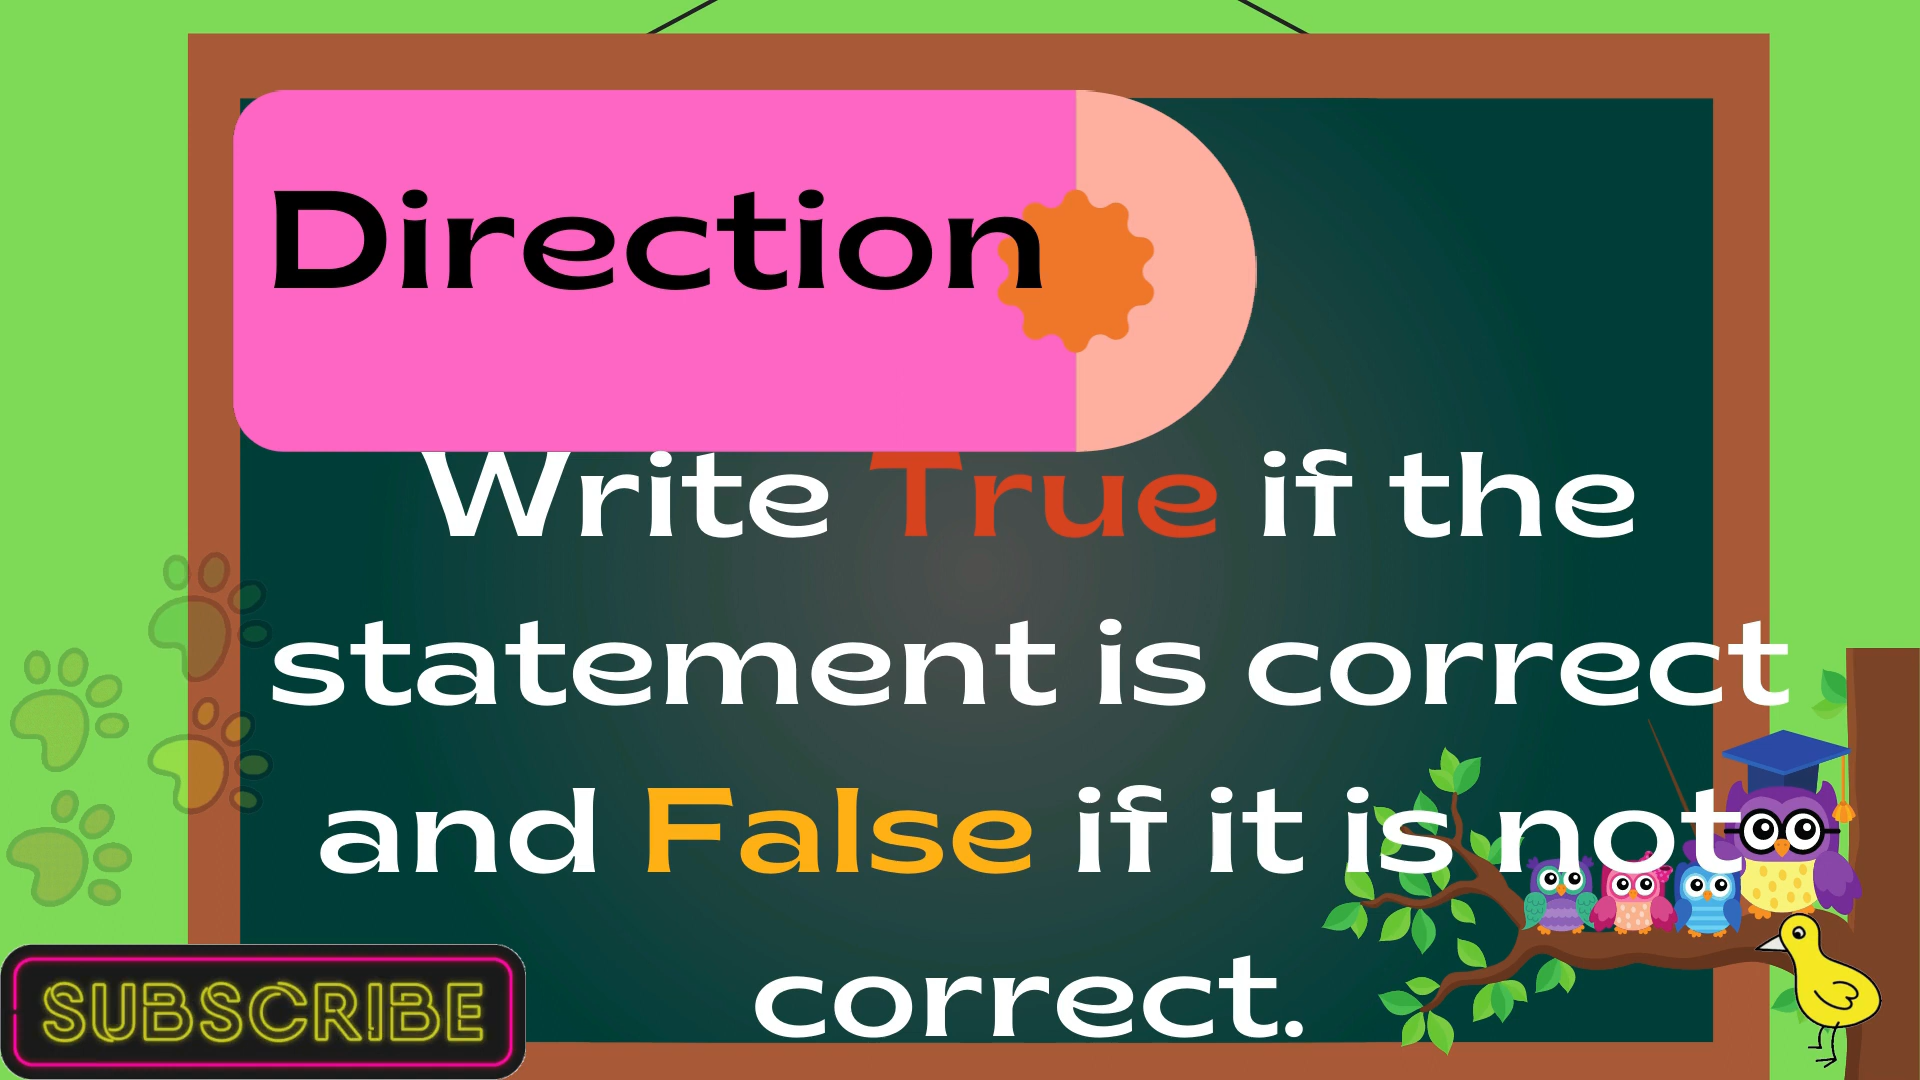 Direction
Write True if the
statement is correct
and False if it is not
correct.
SUBSCRIBE